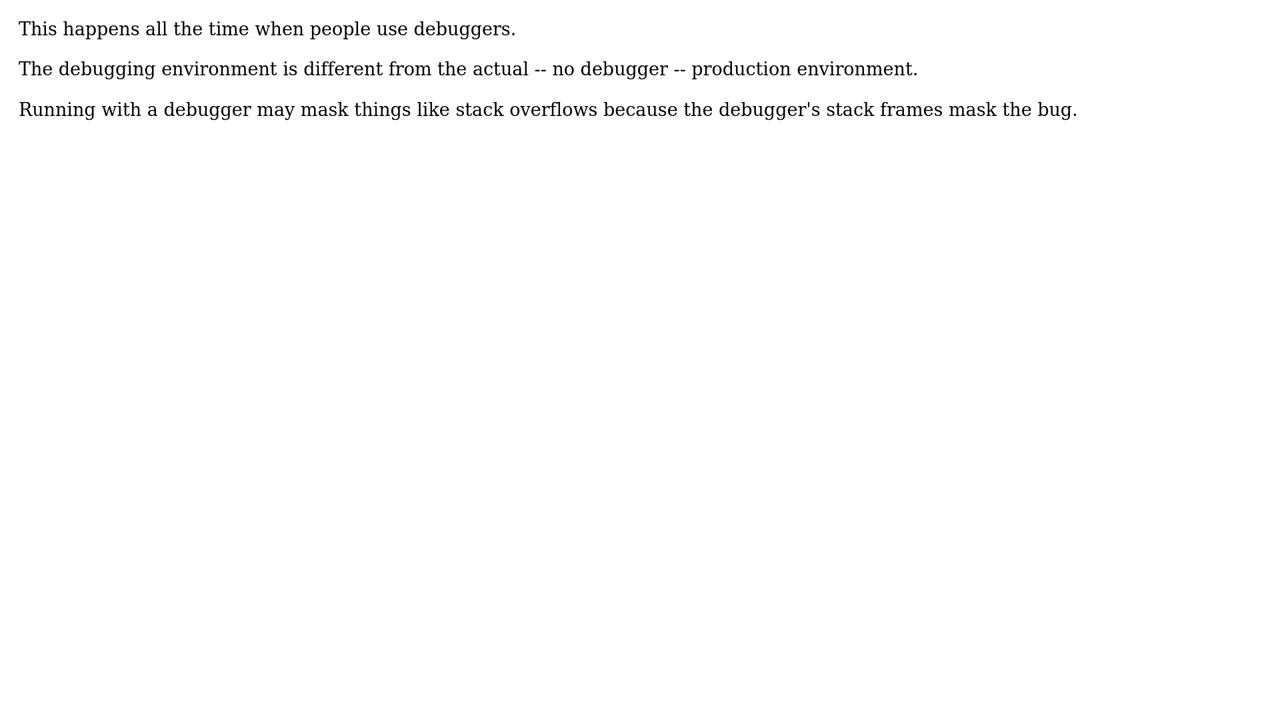 This happens all the time when people use debuggers.
The debugging environment is different from the actual -- no debugger -- production environment.
Running with a debugger may mask things like stack overflows because the debugger's stack frames mask the bug.